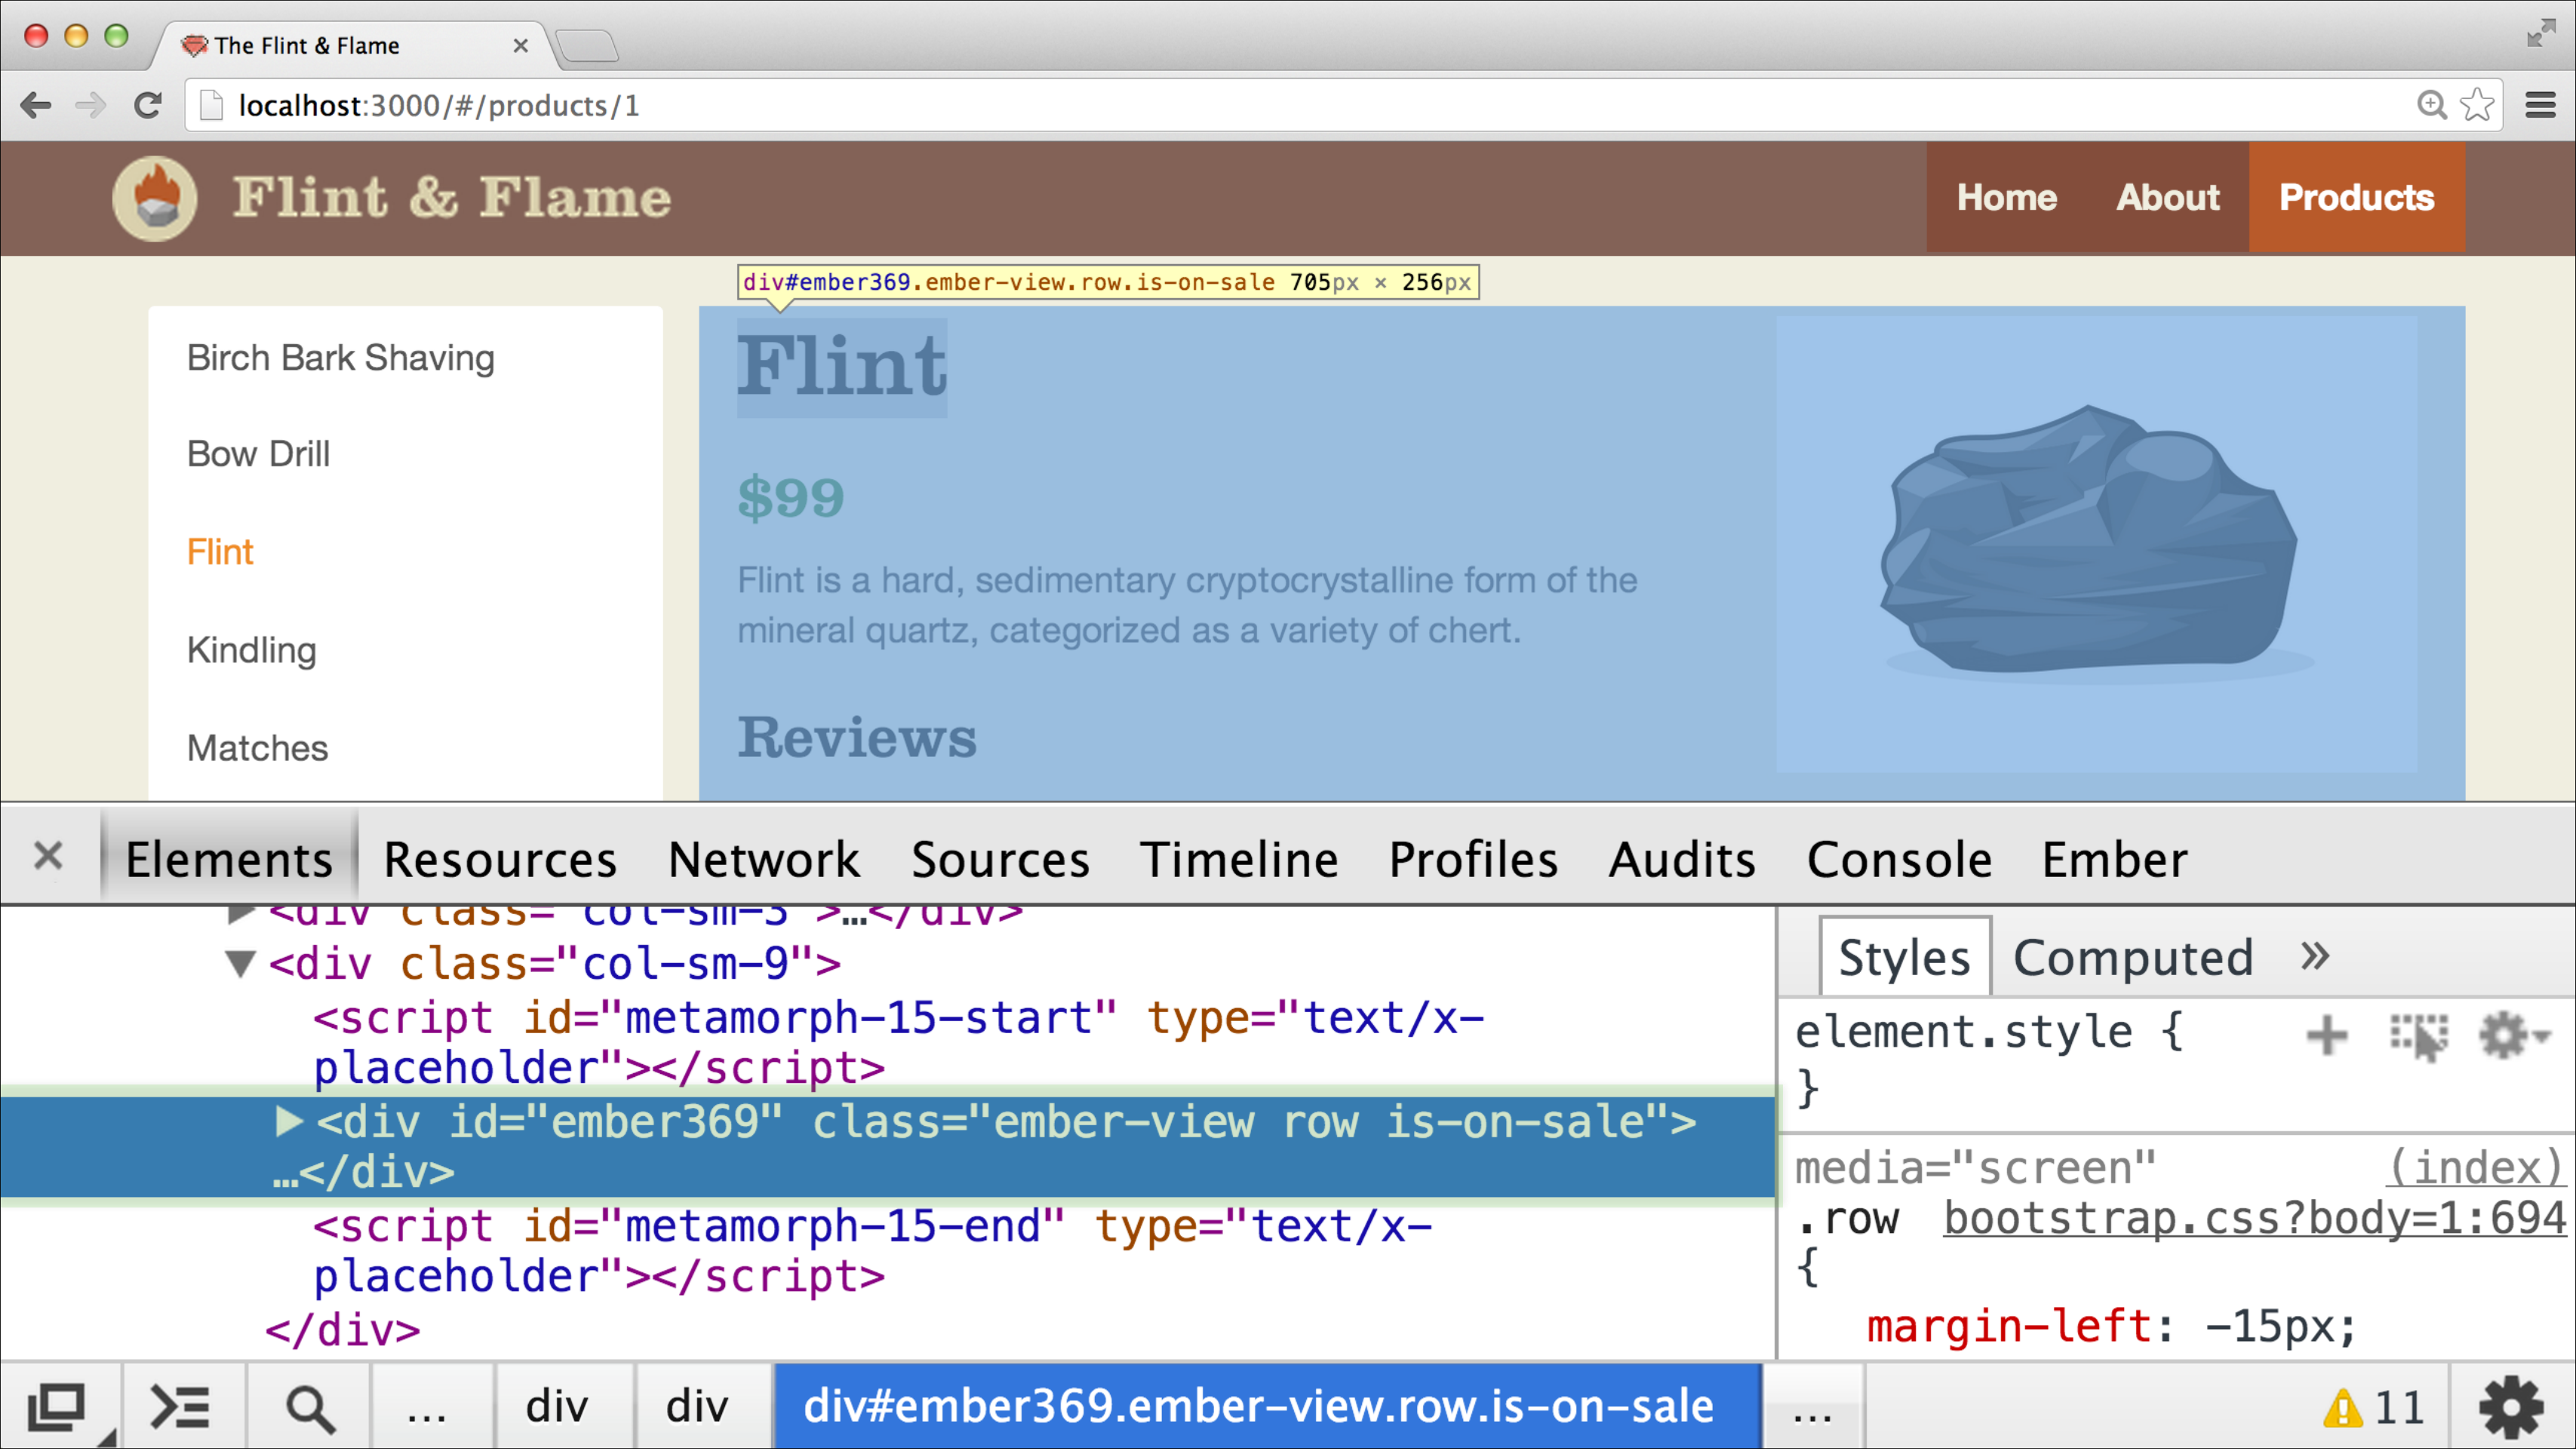 The Flint & Flame
localhost:3000/#/products/1
Flint & Flame
Home About Products
div#ember369.ember-view.row.is-on-sale 705px × 256px
Birch Bark Shaving
Bow Drill
Flint
Kindling
Matches
Flint
$99
Flint is a hard, sedimentary cryptocrystalline form of the
mineral quartz, categorized as a variety of chert.
Reviews
Elements Resources Network Sources Timeline Profiles Audits Console Ember
<div class="col-sm-3">…</div>
<div class="col-sm-9">
<script id="metamorph-15-start" type="text/x-
placeholder"></script>
<div id="ember369" class="ember-view row is-on-sale">
…</div>
<script id="metamorph-15-end" type="text/x-
placeholder"></script>
</div>
Styles Computed »
element.style {
}
media="screen" (index)
.row bootstrap.css?body=1:694
{
margin-left: -15px;
... div div div#ember369.ember-view.row.is-on-sale ... 11